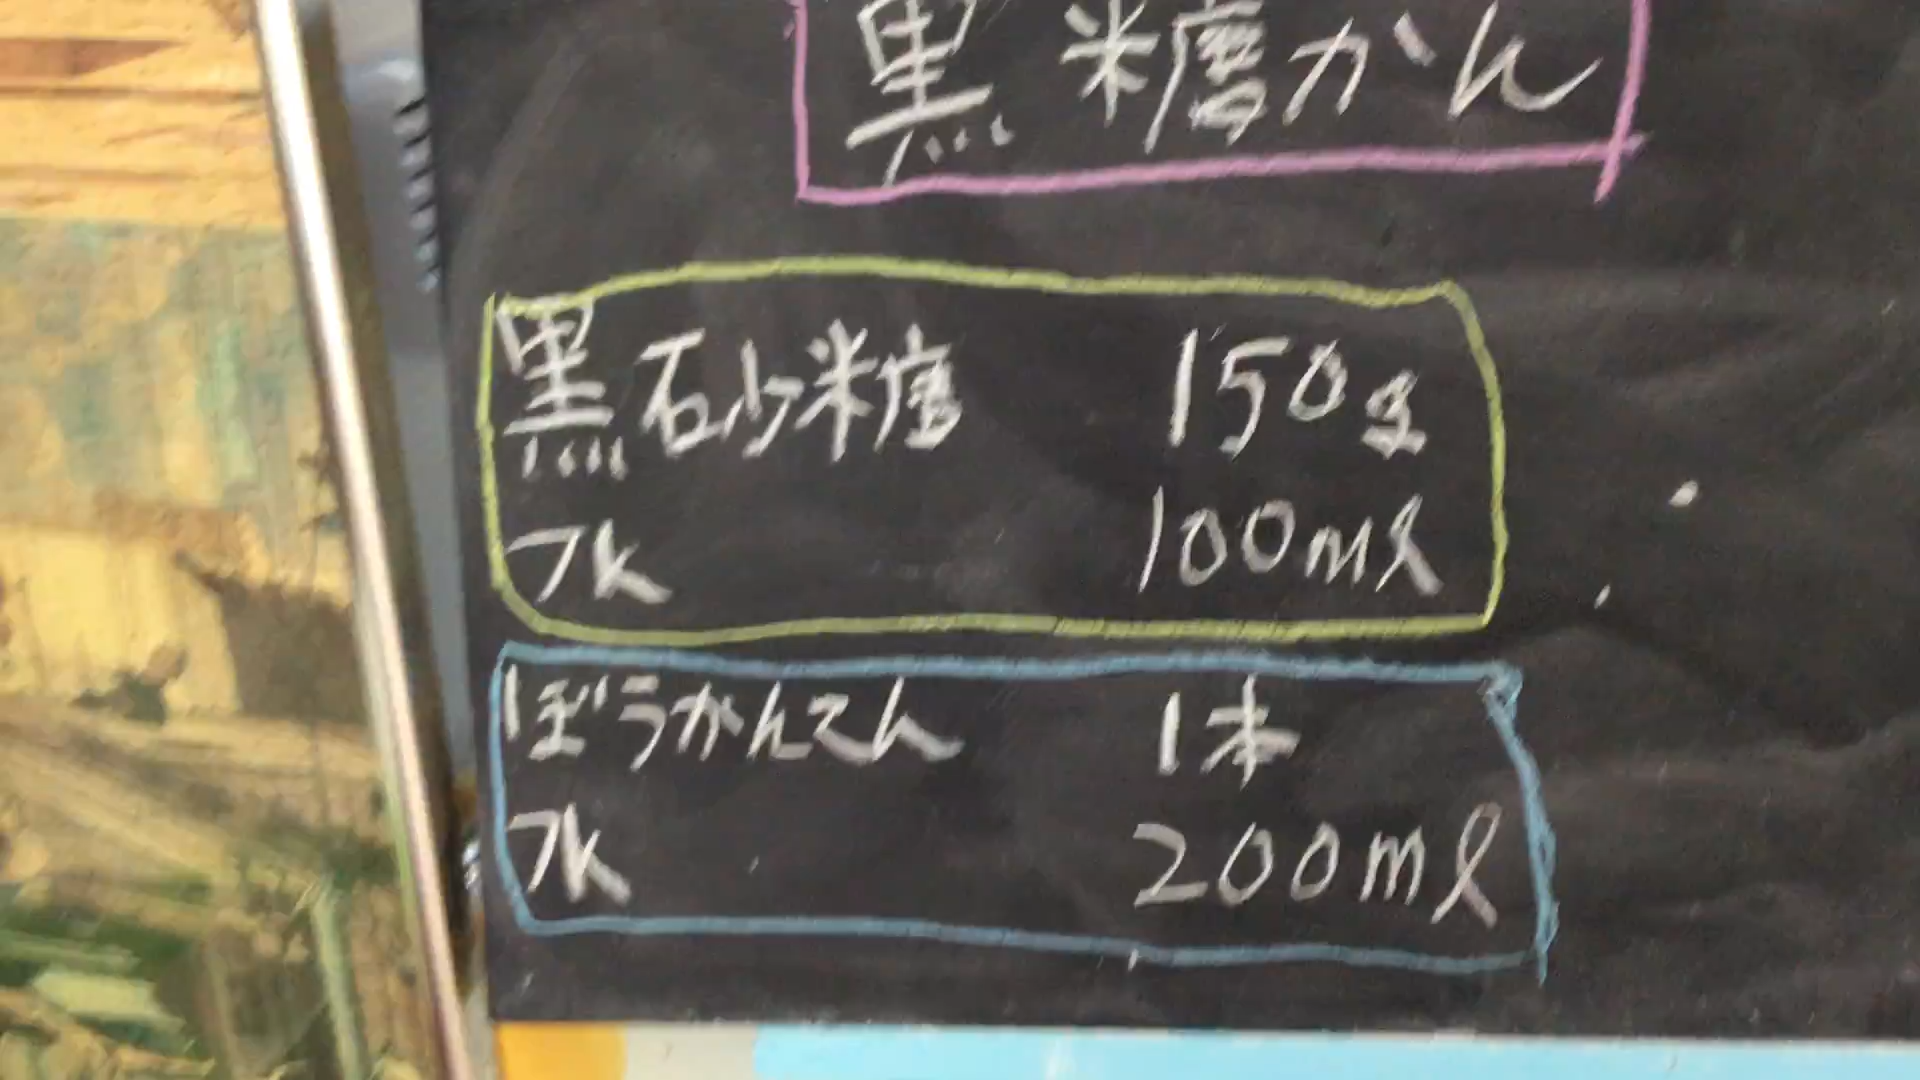 黒糖かん
黒砂糖 150g
水 100ml
ぼうかんてん 1本
水 200ml